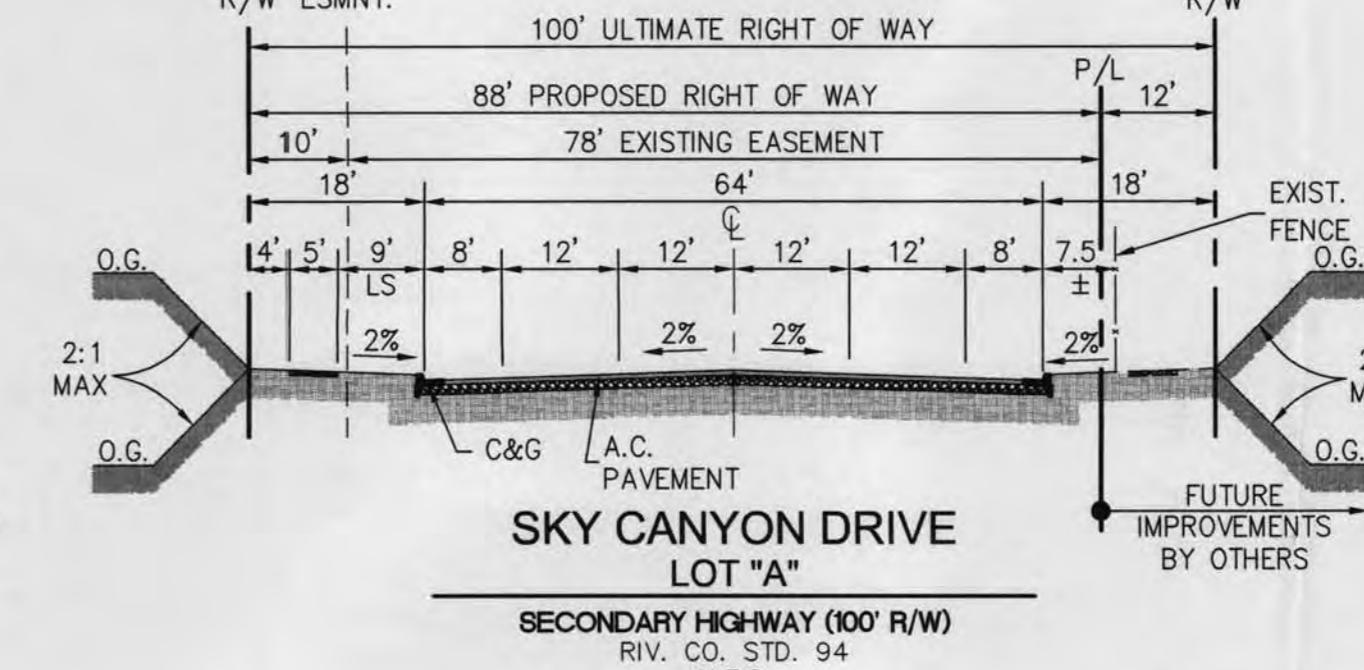 R/W ESMNT.
R/W
100' ULTIMATE RIGHT OF WAY
P/L
88' PROPOSED RIGHT OF WAY
12'
10'
78' EXISTING EASEMENT
18'
64'
18'
EXIST.
FENCE
℄
4'
5'
9'
8'
12'
12'
12'
12'
8'
7.5
±
LS
O.G.
O.G.
2%
2%
2%
2%
2:1
MAX
O.G.
O.G.
C&G
A.C.
PAVEMENT
FUTURE
IMPROVEMENTS
BY OTHERS
SKY CANYON DRIVE
LOT "A"
SECONDARY HIGHWAY (100' R/W)
RIV. CO. STD. 94